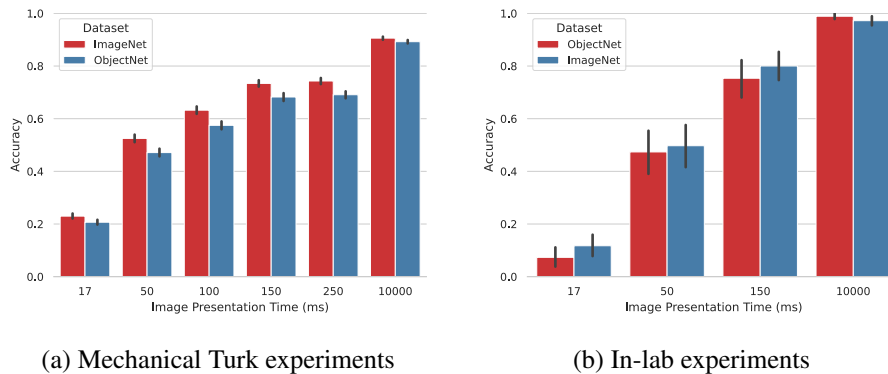 1.0
0.8
0.6
0.4
0.2
0.0
Accuracy
Dataset
ImageNet
ObjectNet
17 50 100 150 250 10000
Image Presentation Time (ms)
(a) Mechanical Turk experiments
1.0
0.8
0.6
0.4
0.2
0.0
Accuracy
Dataset
ObjectNet
ImageNet
17 50 150 10000
Image Presentation Time (ms)
(b) In-lab experiments